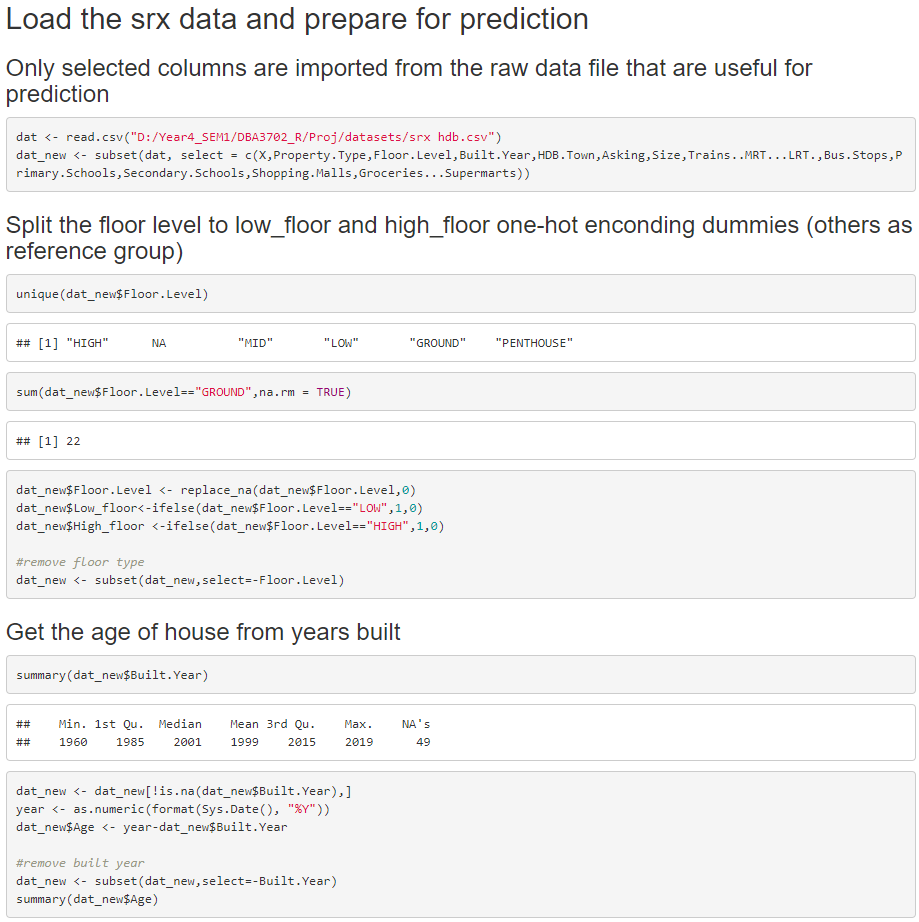 Load the srx data and prepare for prediction
Only selected columns are imported from the raw data file that are useful for
prediction
dat <- read.csv("D:/Year4_SEM1/DBA3702_R/Proj/datasets/srx hdb.csv")
dat_new <- subset(dat, select = c(X,Property.Type,Floor.Level,Built.Year,HDB.Town,Asking,Size,Trains..MRT...LRT.,Bus.Stops,P
rimary.Schools,Secondary.Schools,Shopping.Malls,Groceries...Supermarts))
Split the floor level to low_floor and high_floor one-hot enconding dummies (others as
reference group)
unique(dat_new$Floor.Level)
## [1] "HIGH"      NA          "MID"       "LOW"       "GROUND"    "PENTHOUSE"
sum(dat_new$Floor.Level=="GROUND",na.rm = TRUE)
## [1] 22
dat_new$Floor.Level <- replace_na(dat_new$Floor.Level,0)
dat_new$Low_floor<-ifelse(dat_new$Floor.Level=="LOW",1,0)
dat_new$High_floor <-ifelse(dat_new$Floor.Level=="HIGH",1,0)
#remove floor type
dat_new <- subset(dat_new,select=-Floor.Level)
Get the age of house from years built
summary(dat_new$Built.Year)
##    Min. 1st Qu.  Median    Mean 3rd Qu.    Max.    NA's
##    1960    1985    2001    1999    2015    2019      49
dat_new <- dat_new[!is.na(dat_new$Built.Year),]
year <- as.numeric(format(Sys.Date(), "%Y"))
dat_new$Age <- year-dat_new$Built.Year
#remove built year
dat_new <- subset(dat_new,select=-Built.Year)
summary(dat_new$Age)